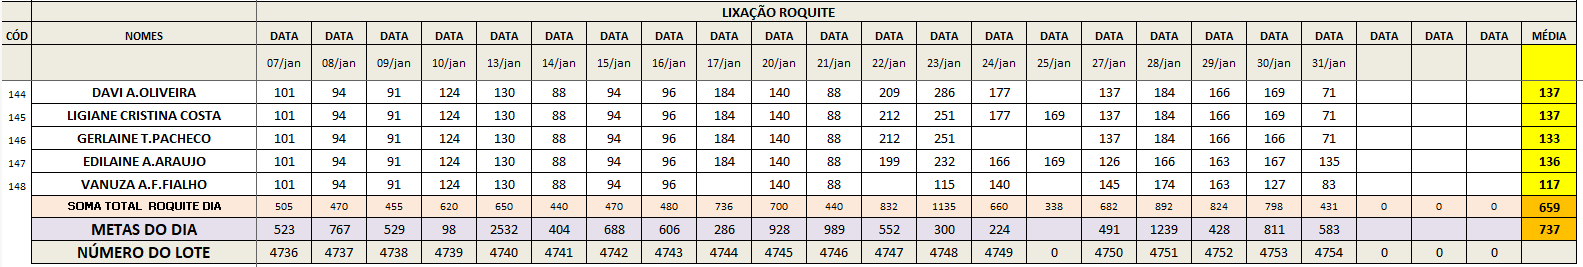 LIXAÇÃO ROQUITE
CÓD NOMES DATA DATA DATA DATA DATA DATA DATA DATA DATA DATA DATA DATA DATA DATA DATA DATA DATA DATA DATA DATA DATA DATA DATA MÉDIA
07/jan 08/jan 09/jan 10/jan 13/jan 14/jan 15/jan 16/jan 17/jan 20/jan 21/jan 22/jan 23/jan 24/jan 25/jan 27/jan 28/jan 29/jan 30/jan 31/jan
144 DAVI A.OLIVEIRA 101 94 91 124 130 88 94 96 184 140 88 209 286 177 137 184 166 169 71 137
145 LIGIANE CRISTINA COSTA 101 94 91 124 130 88 94 96 184 140 88 212 251 177 169 137 184 166 169 71 137
146 GERLAINE T.PACHECO 101 94 91 124 130 88 94 96 184 140 88 212 251 137 184 166 166 71 133
147 EDILAINE A.ARAUJO 101 94 91 124 130 88 94 96 184 140 88 199 232 166 169 126 166 163 167 135 136
148 VANUZA A.F.FIALHO 101 94 91 124 130 88 94 96 140 88 115 140 145 174 163 127 83 117
SOMA TOTAL ROQUITE DIA 505 470 455 620 650 440 470 480 736 700 440 832 1135 660 338 682 892 824 798 431 0 0 0 659
METAS DO DIA 523 767 529 98 2532 404 688 606 286 928 989 552 300 224 491 1239 428 811 583 737
NÚMERO DO LOTE 4736 4737 4738 4739 4740 4741 4742 4743 4744 4745 4746 4747 4748 4749 0 4750 4751 4752 4753 4754 0 0 0